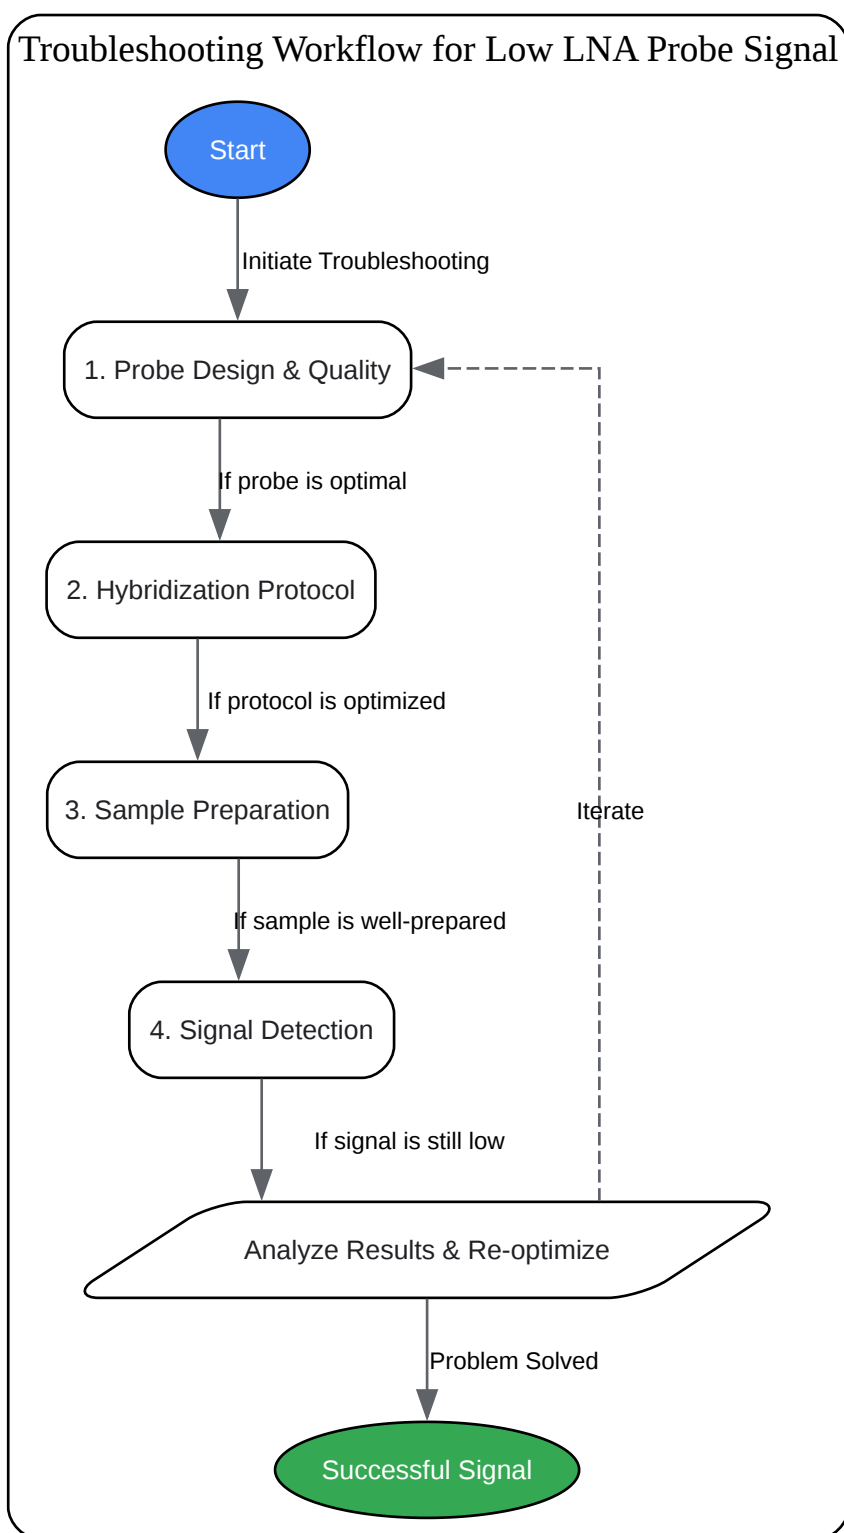 Troubleshooting Workflow for Low LNA Probe Signal
Start
Initiate Troubleshooting
1. Probe Design & Quality
If probe is optimal
2. Hybridization Protocol
If protocol is optimized
3. Sample Preparation
Iterate
If sample is well-prepared
4. Signal Detection
If signal is still low
Analyze Results & Re-optimize
Problem Solved
Successful Signal